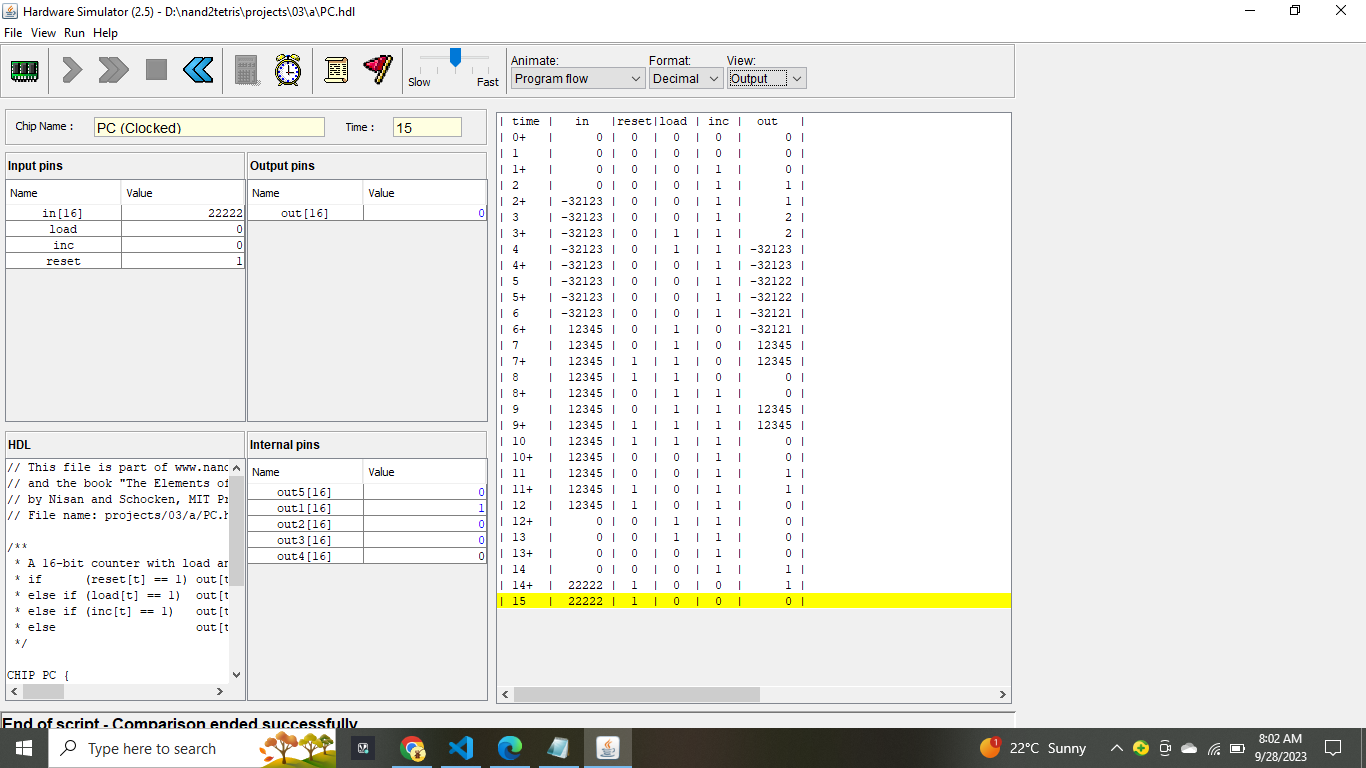 Hardware Simulator (2.5) - D:\nand2tetris\projects\03\a\PC.hdl
File View Run Help
Slow Fast
Animate: Format: View:
Program flow Decimal Output
Chip Name : PC (Clocked) Time : 15
Input pins
Name Value
in[16] 22222
load 0
inc 0
reset 1
Output pins
Name Value
out[16] 0
HDL
// This file is part of www.nand
// and the book "The Elements of
// by Nisan and Schocken, MIT Pr
// File name: projects/03/a/PC.h
/**
* A 16-bit counter with load an
* if (reset[t] == 1) out[t
* else if (load[t] == 1) out[t
* else if (inc[t] == 1) out[t
* else out[t
*/
CHIP PC {
Internal pins
Name Value
out5[16] 0
out1[16] 1
out2[16] 0
out3[16] 0
out4[16] 0
| time | in |reset|load | inc | out |
| 0+ | 0 | 0 | 0 | 0 | 0 |
| 1 | 0 | 0 | 0 | 0 | 0 |
| 1+ | 0 | 0 | 0 | 1 | 0 |
| 2 | 0 | 0 | 0 | 1 | 1 |
| 2+ | -32123 | 0 | 0 | 1 | 1 |
| 3 | -32123 | 0 | 0 | 1 | 2 |
| 3+ | -32123 | 0 | 1 | 1 | 2 |
| 4 | -32123 | 0 | 1 | 1 | -32123 |
| 4+ | -32123 | 0 | 0 | 1 | -32123 |
| 5 | -32123 | 0 | 0 | 1 | -32122 |
| 5+ | -32123 | 0 | 0 | 1 | -32122 |
| 6 | -32123 | 0 | 0 | 1 | -32121 |
| 6+ | 12345 | 0 | 1 | 0 | -32121 |
| 7 | 12345 | 0 | 1 | 0 | 12345 |
| 7+ | 12345 | 1 | 1 | 0 | 12345 |
| 8 | 12345 | 1 | 1 | 0 | 0 |
| 8+ | 12345 | 0 | 1 | 1 | 0 |
| 9 | 12345 | 0 | 1 | 1 | 12345 |
| 9+ | 12345 | 1 | 1 | 1 | 12345 |
| 10 | 12345 | 1 | 1 | 1 | 0 |
| 10+ | 12345 | 0 | 0 | 1 | 0 |
| 11 | 12345 | 0 | 0 | 1 | 1 |
| 11+ | 12345 | 1 | 0 | 1 | 1 |
| 12 | 12345 | 1 | 0 | 1 | 0 |
| 12+ | 0 | 0 | 1 | 1 | 0 |
| 13 | 0 | 0 | 1 | 1 | 0 |
| 13+ | 0 | 0 | 0 | 1 | 0 |
| 14 | 0 | 0 | 0 | 1 | 1 |
| 14+ | 22222 | 1 | 0 | 0 | 1 |
| 15 | 22222 | 1 | 0 | 0 | 0 |
End of script - Comparison ended successfully
Type here to search
1
22°C Sunny
8:02 AM
9/28/2023